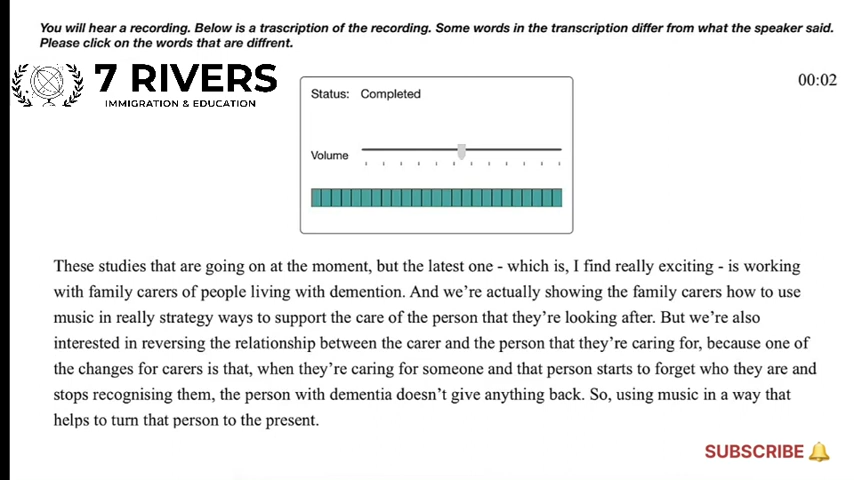 You will hear a recording. Below is a trascription of the recording. Some words in the transcription differ from what the speaker said.
Please click on the words that are diffrent.
7 RIVERS
IMMIGRATION & EDUCATION
00:02
Status: Completed
Volume
These studies that are going on at the moment, but the latest one - which is, I find really exciting - is working
with family carers of people living with demention. And we're actually showing the family carers how to use
music in really strategy ways to support the care of the person that they're looking after. But we're also
interested in reversing the relationship between the carer and the person that they're caring for, because one of
the changes for carers is that, when they're caring for someone and that person starts to forget who they are and
stops recognising them, the person with dementia doesn't give anything back. So, using music in a way that
helps to turn that person to the present.
SUBSCRIBE